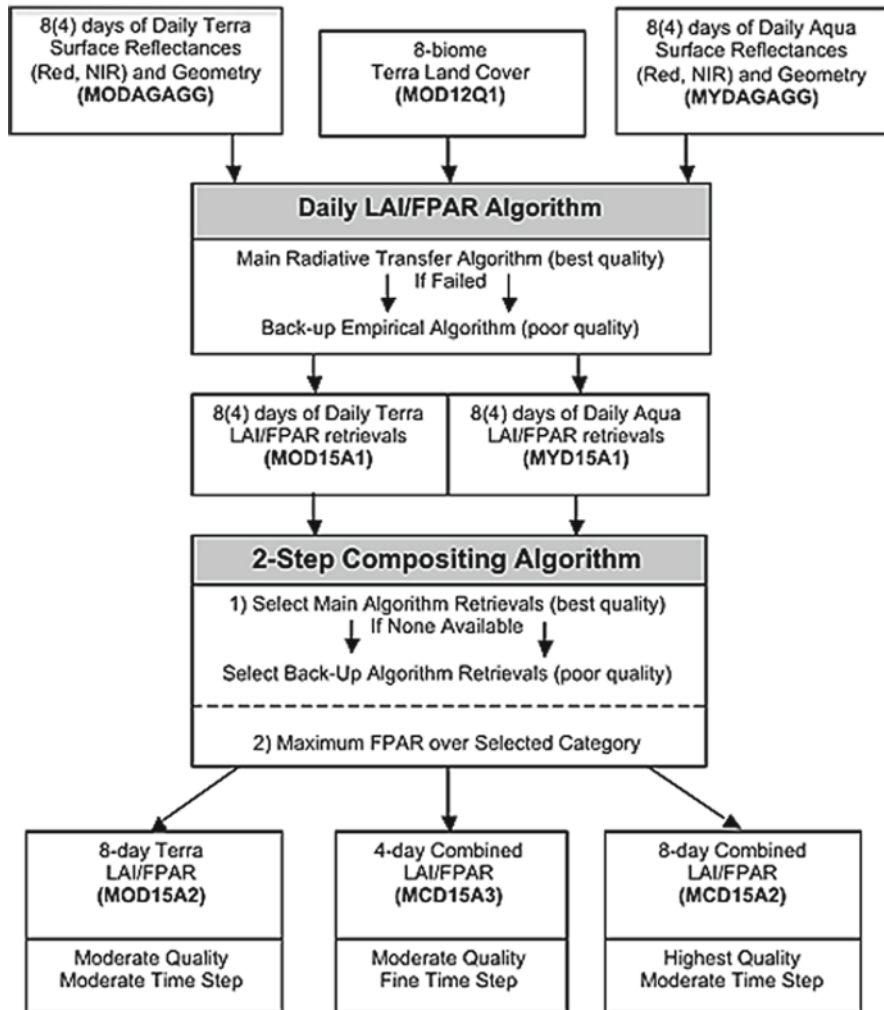 8(4) days of Daily Terra
Surface Reflectances
(Red, NIR) and Geometry
(MODAGAGG)
8-biome
Terra Land Cover
(MOD12Q1)
8(4) days of Daily Aqua
Surface Reflectances
(Red, NIR) and Geometry
(MYDAGAGG)
Daily LAI/FPAR Algorithm
Main Radiative Transfer Algorithm (best quality)
If Failed
Back-up Empirical Algorithm (poor quality)
8(4) days of Daily Terra
LAI/FPAR retrievals
(MOD15A1)
8(4) days of Daily Aqua
LAI/FPAR retrievals
(MYD15A1)
2-Step Compositing Algorithm
1) Select Main Algorithm Retrievals (best quality)
If None Available
Select Back-Up Algorithm Retrievals (poor quality)
2) Maximum FPAR over Selected Category
8-day Terra
LAI/FPAR
(MOD15A2)
Moderate Quality
Moderate Time Step
4-day Combined
LAI/FPAR
(MCD15A3)
Moderate Quality
Fine Time Step
8-day Combined
LAI/FPAR
(MCD15A2)
Highest Quality
Moderate Time Step